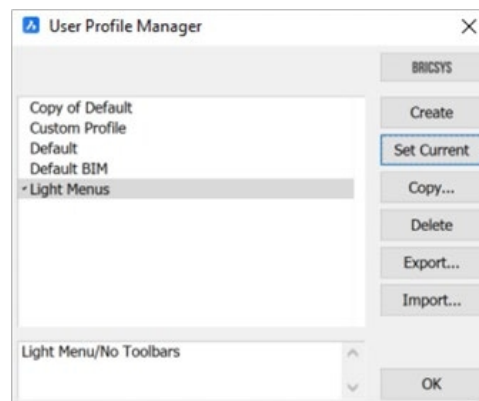 User Profile Manager
BRICSYS
Copy of Default
Custom Profile
Default
Default BIM
Light Menus
Create
Set Current
Copy...
Delete
Export...
Import...
Light Menu/No Toolbars
OK